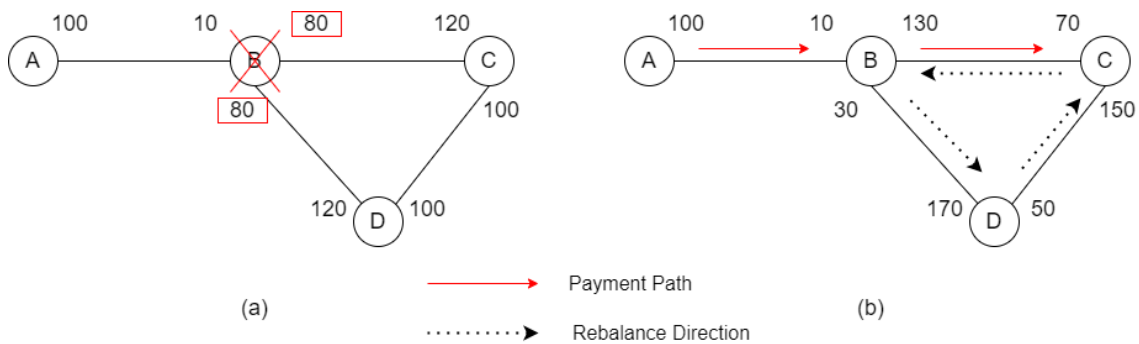 100 10 80 120
A B C
80 100
120 D 100
(a)
100 10 130 70
A B C
30 150
170 D 50
(b)
Payment Path
Rebalance Direction